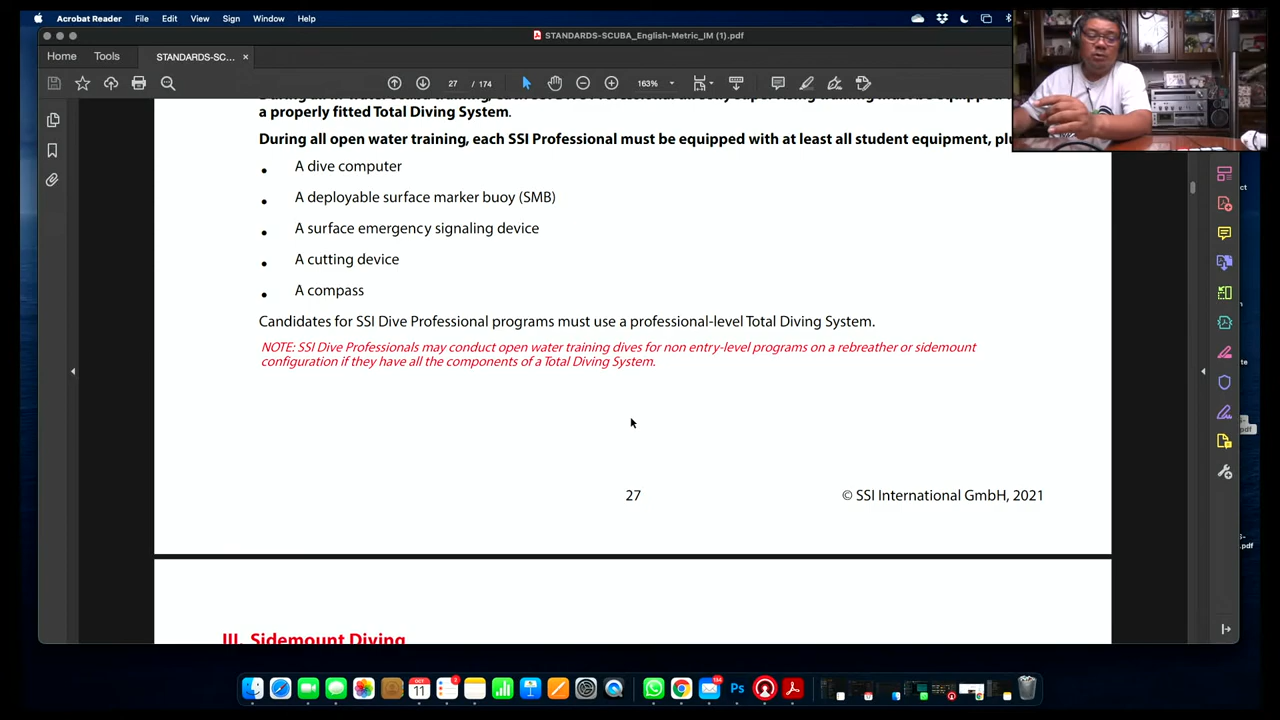 Acrobat Reader File Edit View Sign Window Help
STANDARDS-SCUBA_English-Metric_IM (1).pdf
Home Tools STANDARDS-SC... ×
27 / 174 163%
a properly fitted Total Diving System.
During all open water training, each SSI Professional must be equipped with at least all student equipment,
• A dive computer
• A deployable surface marker buoy (SMB)
• A surface emergency signaling device
• A cutting device
• A compass
Candidates for SSI Dive Professional programs must use a professional-level Total Diving System.
NOTE: SSI Dive Professionals may conduct open water training dives for non entry-level programs on a rebreather or sidemount
configuration if they have all the components of a Total Diving System.
27 © SSI International GmbH, 2021
III. Sidemount Diving
.pdf
.pdf
OCT
11